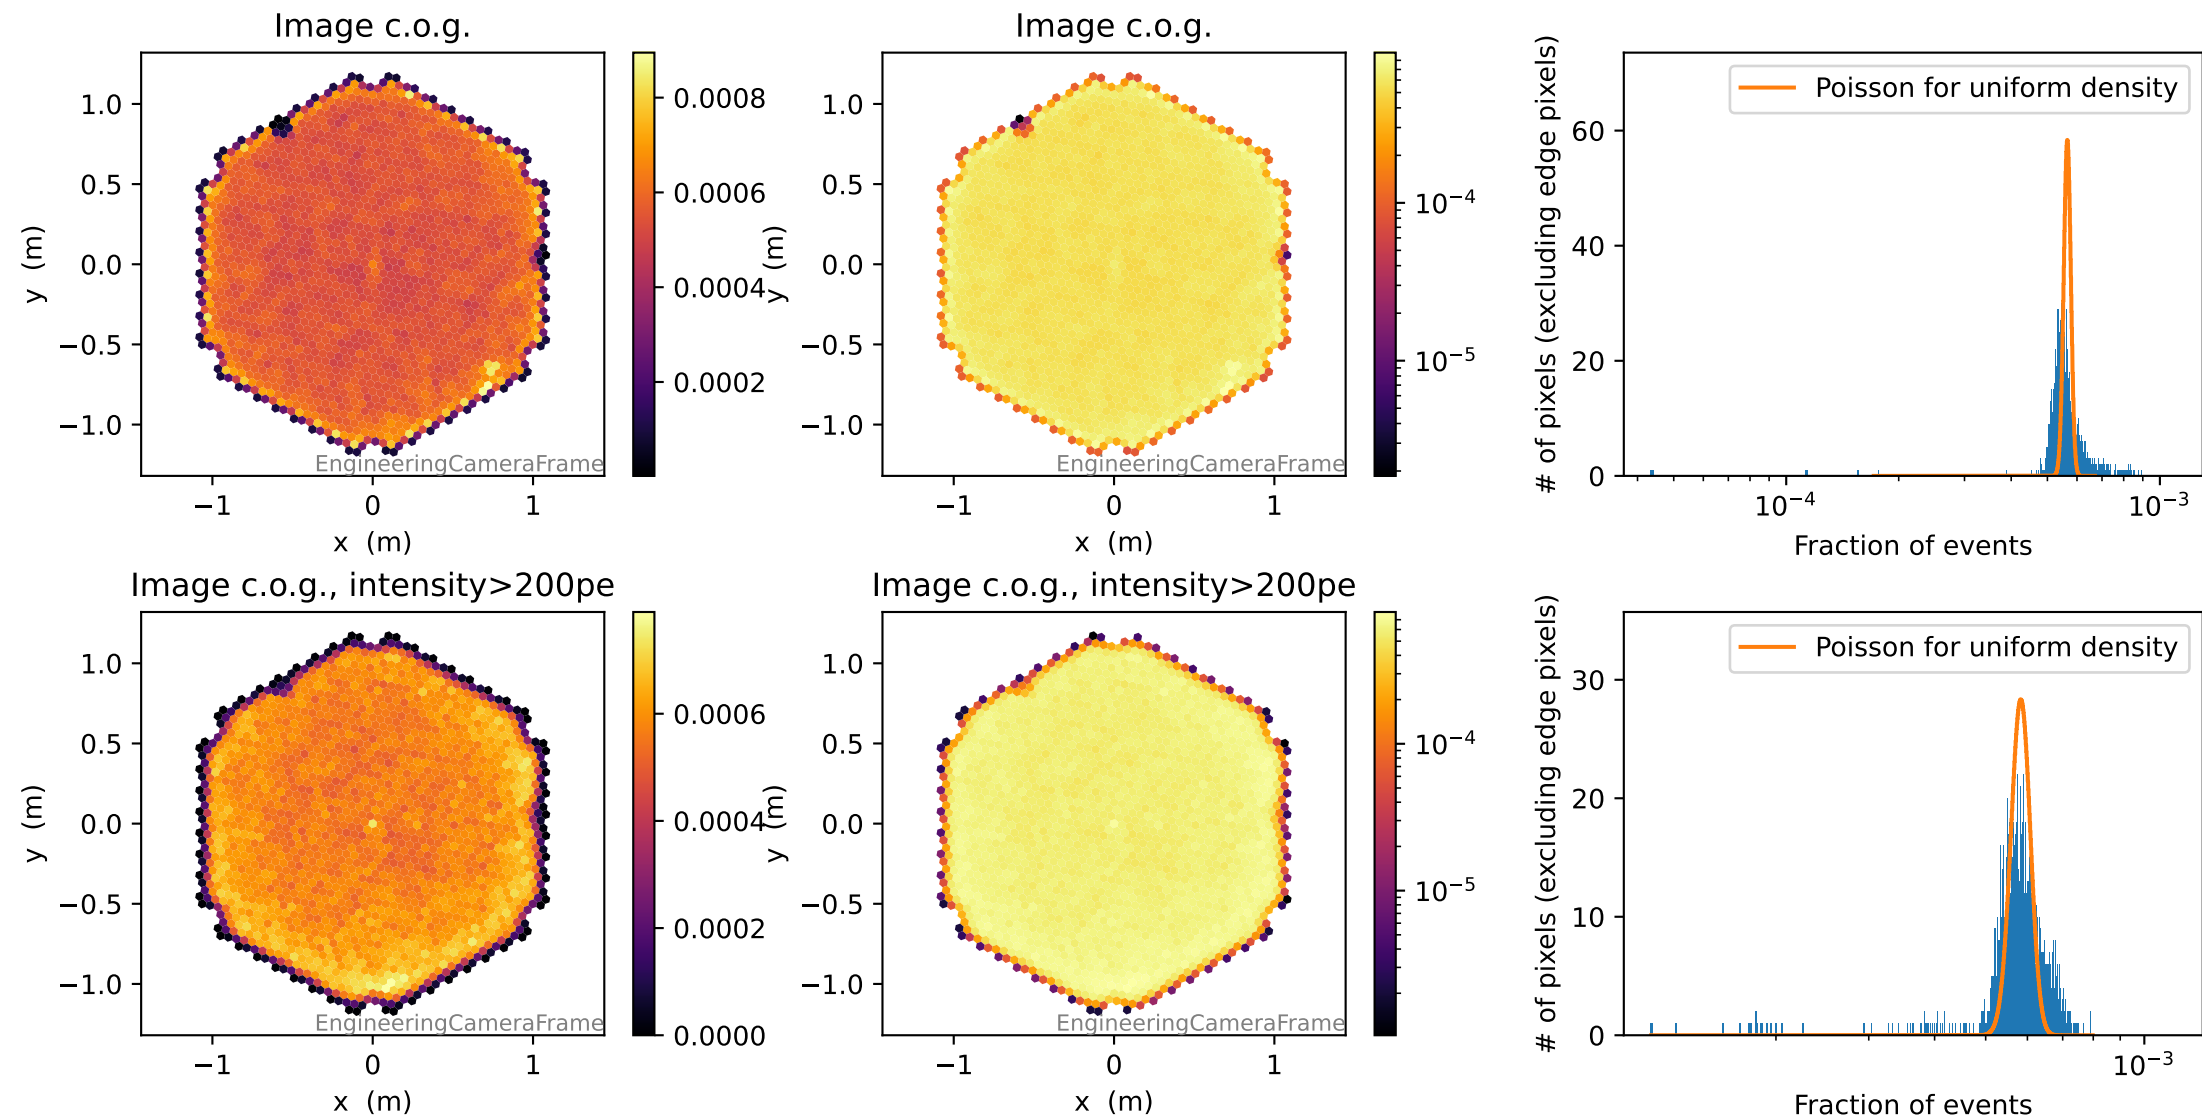 Image c.o.g.
1.0
0.5
0.0
−0.5
−1.0
y (m)
−1
0
1
x (m)
EngineeringCameraFrame
0.0008
0.0006
0.0004
0.0002
Image c.o.g.
1.0
0.5
0.0
−0.5
−1.0
y (m)
−1
0
1
x (m)
EngineeringCameraFrame
10⁻⁴
10⁻⁵
# of pixels (excluding edge pixels)
60
40
20
0
Poisson for uniform density
10⁻⁴
10⁻³
Fraction of events
Image c.o.g., intensity>200pe
1.0
0.5
0.0
−0.5
−1.0
y (m)
−1
0
1
x (m)
EngineeringCameraFrame
0.0006
0.0004
0.0002
0.0000
Image c.o.g., intensity>200pe
1.0
0.5
0.0
−0.5
−1.0
y (m)
−1
0
1
x (m)
EngineeringCameraFrame
10⁻⁴
10⁻⁵
# of pixels (excluding edge pixels)
30
20
10
0
Poisson for uniform density
10⁻³
Fraction of events